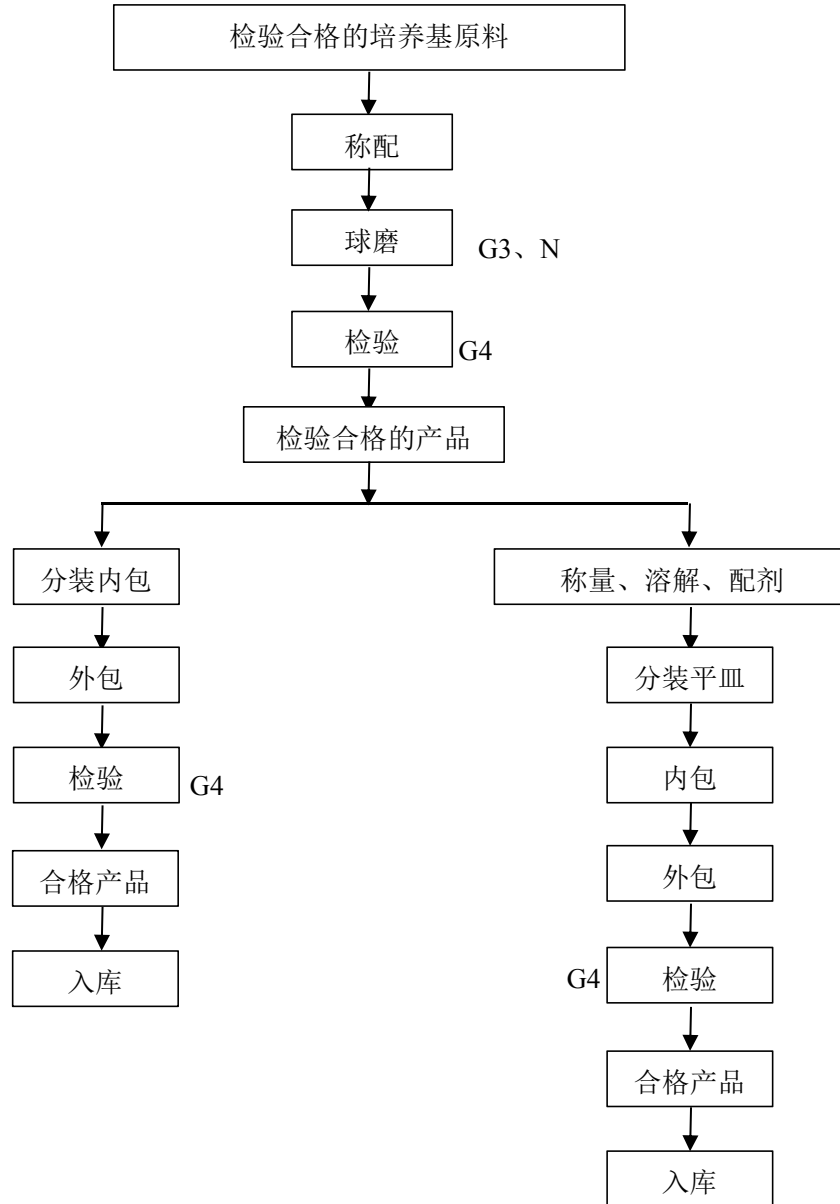 检验合格的培养基原料
称配
球磨
G3、N
检验
G4
检验合格的产品
分装内包
外包
检验
G4
合格产品
入库
称量、溶解、配剂
分装平皿
内包
外包
G4
检验
合格产品
入库